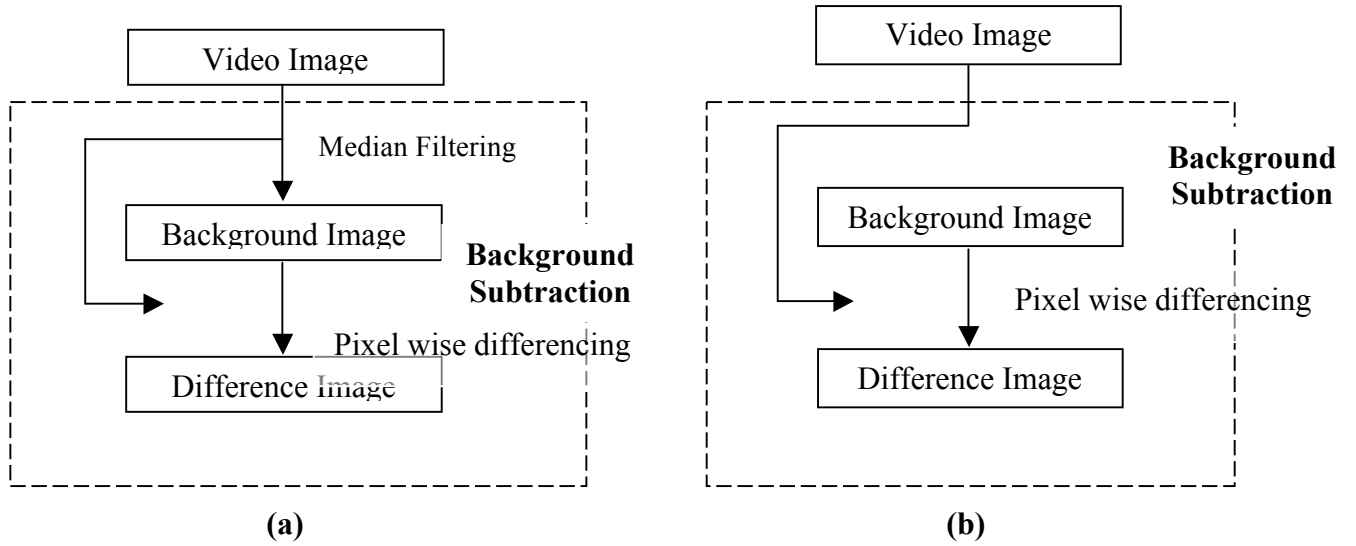 Video Image
Median Filtering
Background Image
Background
Subtraction
Pixel wise differencing
Difference Image
(a)
Video Image
Background
Subtraction
Background Image
Pixel wise differencing
Difference Image
(b)